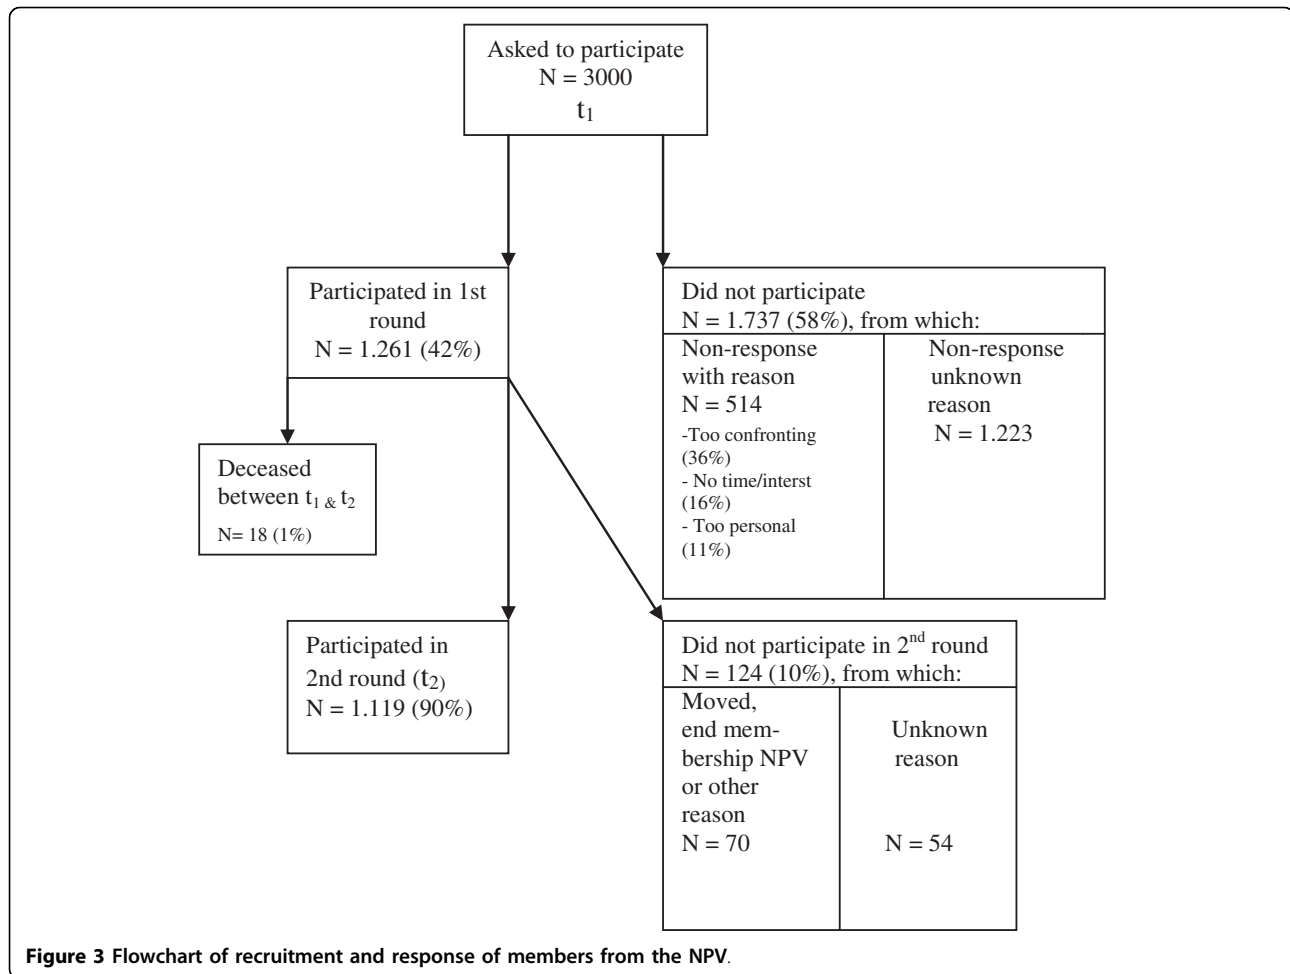 Asked to participate
N = 3000
t1
Participated in 1st
round
N = 1.261 (42%)
Did not participate
N = 1.737 (58%), from which:
Non-response
with reason
N = 514
-Too confronting
(36%)
- No time/interst
(16%)
- Too personal
(11%)
Non-response
unknown
reason
N = 1.223
Deceased
between t1 & t2
N= 18 (1%)
Participated in
2nd round (t2)
N = 1.119 (90%)
Did not participate in 2nd round
N = 124 (10%), from which:
Moved,
end mem-
bership NPV
or other
reason
N = 70
Unknown
reason
N = 54
Figure 3 Flowchart of recruitment and response of members from the NPV.